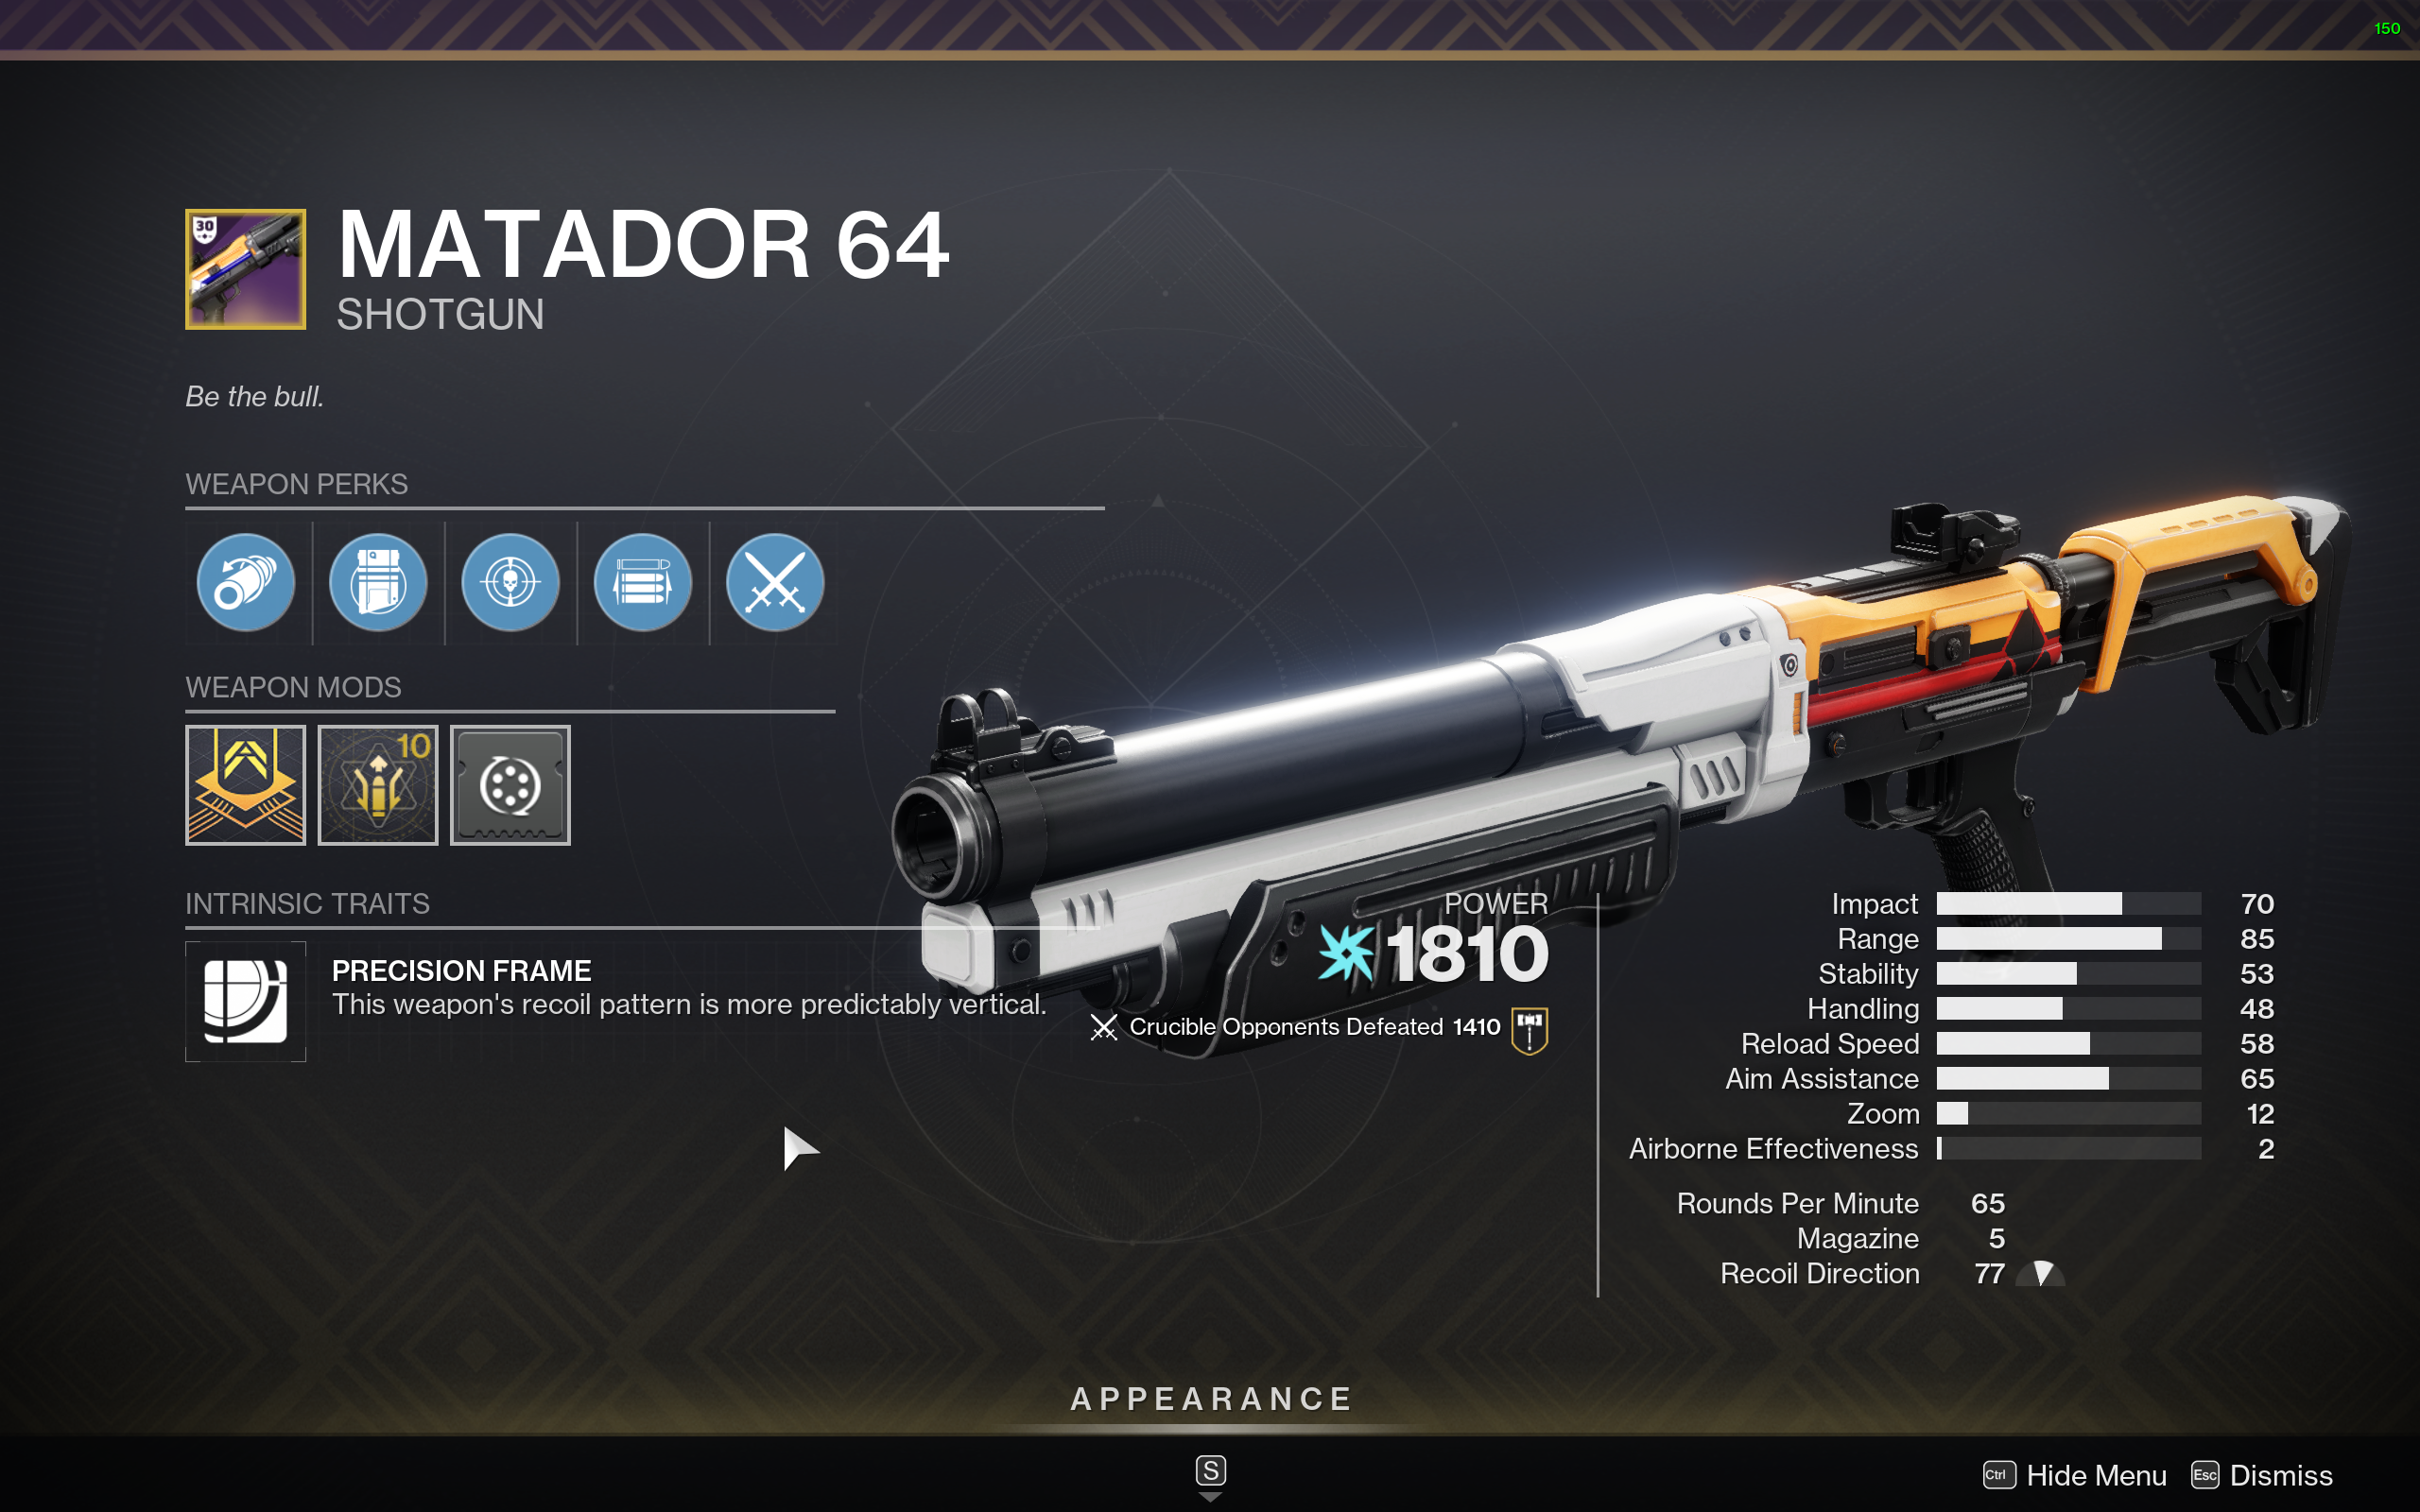 150
30
MATADOR 64
SHOTGUN
Be the bull.
WEAPON PERKS
WEAPON MODS
10
INTRINSIC TRAITS
PRECISION FRAME
This weapon's recoil pattern is more predictably vertical.
POWER
1810
Crucible Opponents Defeated 1410
Impact 70
Range 85
Stability 53
Handling 48
Reload Speed 58
Aim Assistance 65
Zoom 12
Airborne Effectiveness 2
Rounds Per Minute 65
Magazine 5
Recoil Direction 77
APPEARANCE
S
Ctrl Hide Menu Esc Dismiss